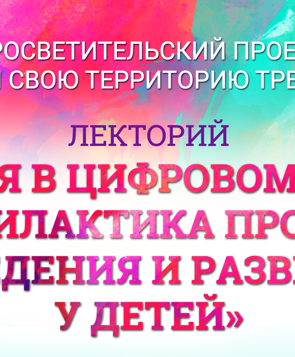 РОСВЕТИТЕЛЬСКИЙ ПРОЕ
И СВОЮ ТЕРРИТОРИЮ ТРЕ
ЛЕКТОРИЙ
Я В ЦИФРОВОМ
ИЛАКТИКА ПРО
ДЕНИЯ И РАЗВ
У ДЕТЕЙ»